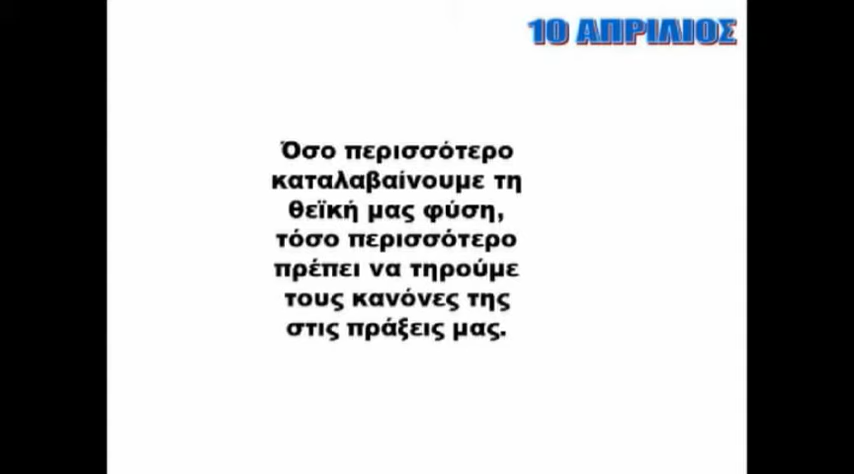 10 ΑΠΡΙΛΙΟΣ
Όσο περισσότερο
καταλαβαίνουμε τη
θεϊκή μας φύση,
τόσο περισσότερο
πρέπει να τηρούμε
τους κανόνες της
στις πράξεις μας.